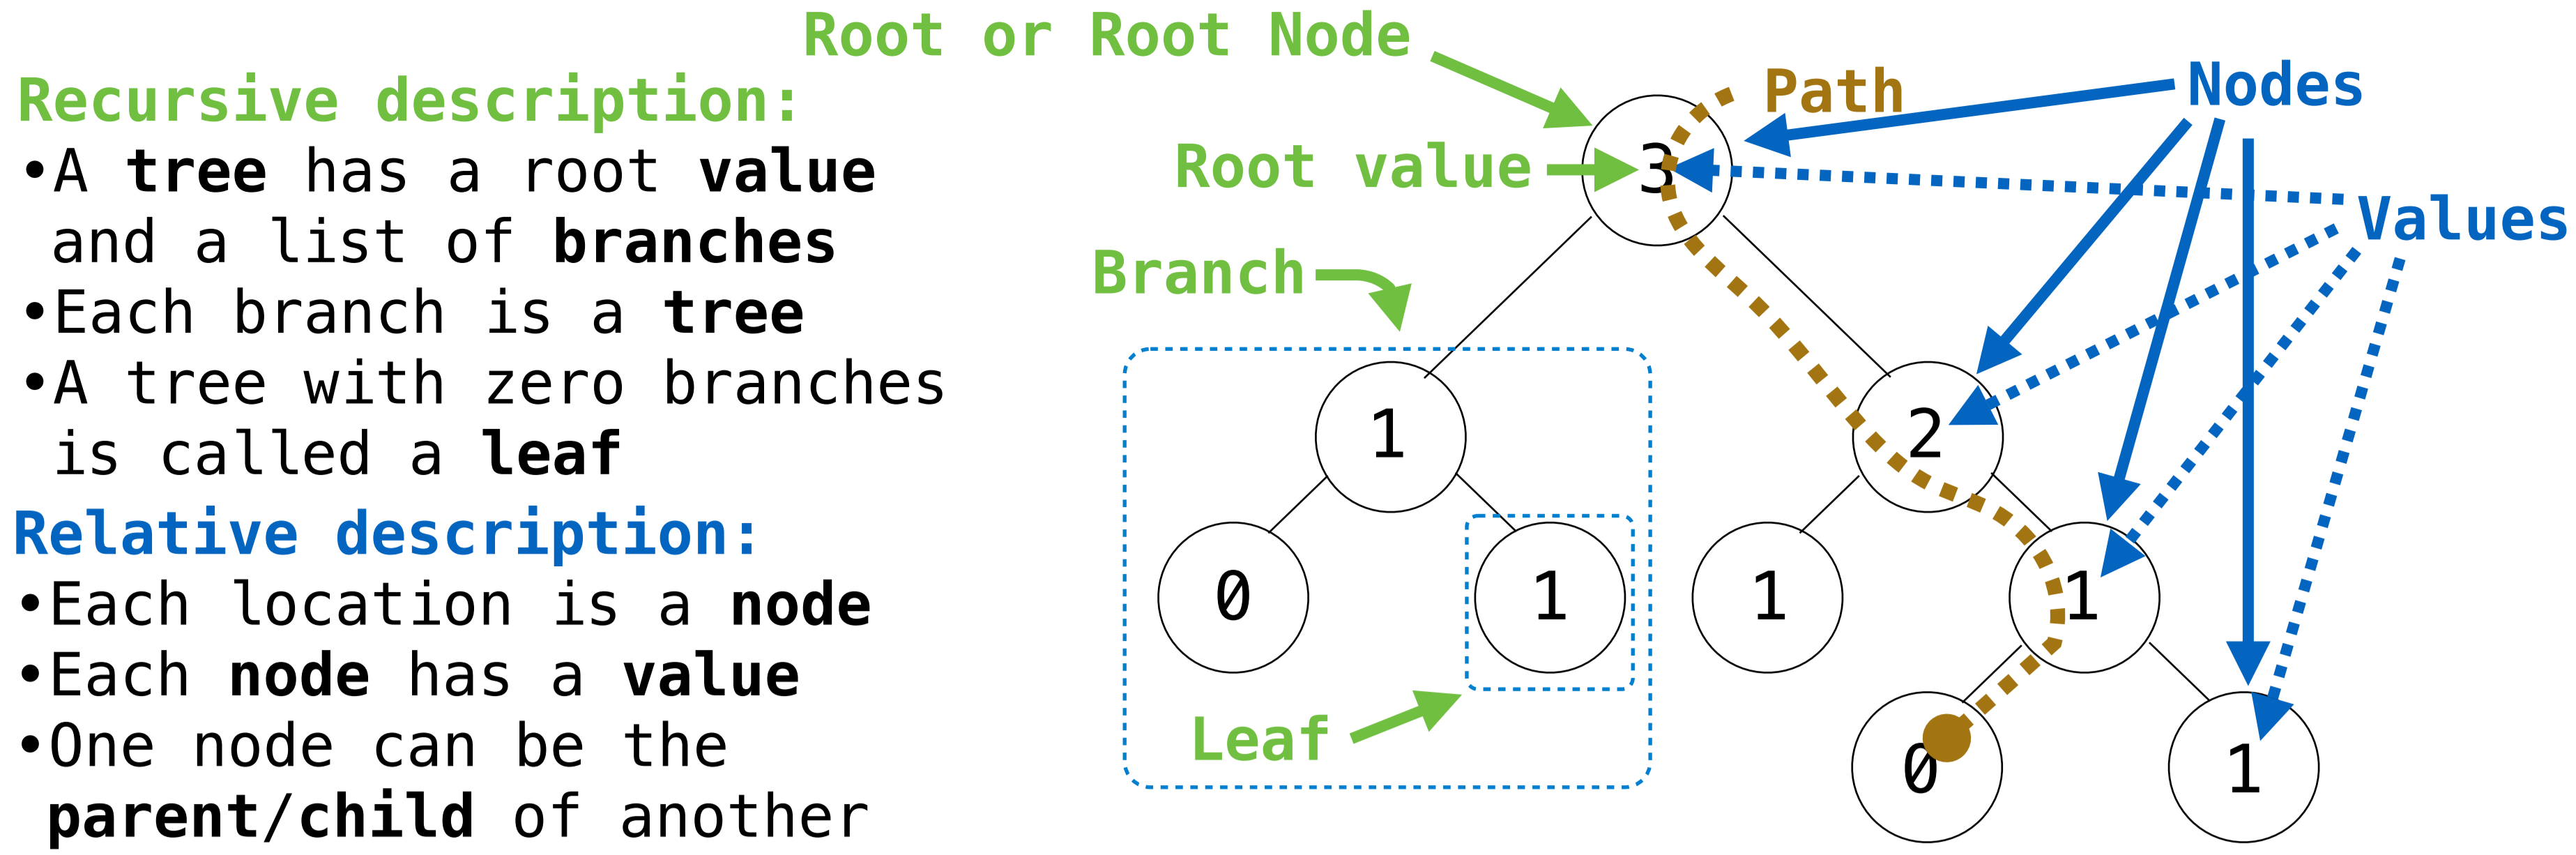 Root or Root Node
Recursive description:
•A tree has a root value
and a list of branches
•Each branch is a tree
•A tree with zero branches
is called a leaf
Relative description:
•Each location is a node
•Each node has a value
•One node can be the
parent/child of another
Path
Nodes
Root value
3
Values
Branch
1
2
0
1
1
1
Leaf
0
1